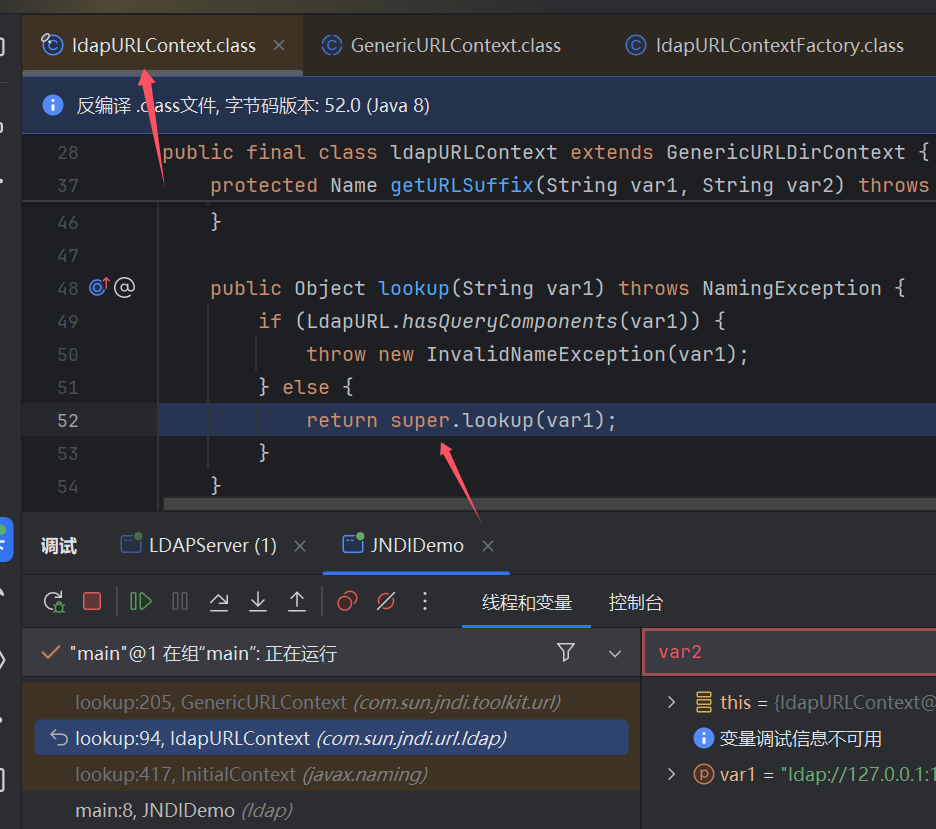 ldapURLContext.class
GenericURLContext.class
ldapURLContextFactory.class
反编译 .class文件, 字节码版本: 52.0 (Java 8)
28 public final class ldapURLContext extends GenericURLDirContext {
37 protected Name getURLSuffix(String var1, String var2) throws
46 }
47
48 @ public Object lookup(String var1) throws NamingException {
49 if (LdapURL.hasQueryComponents(var1)) {
50 throw new InvalidNameException(var1);
51 } else {
52 return super.lookup(var1);
53 }
54 }
调试
LDAPServer (1)
JNDIDemo
线程和变量
控制台
"main"@1 在组“main”: 正在运行
var2
lookup:205, GenericURLContext (com.sun.jndi.toolkit.url)
lookup:94, ldapURLContext (com.sun.jndi.url.ldap)
lookup:417, InitialContext (javax.naming)
main:8, JNDIDemo (ldap)
this = {ldapURLContext@
变量调试信息不可用
var1 = "ldap://127.0.0.1:1